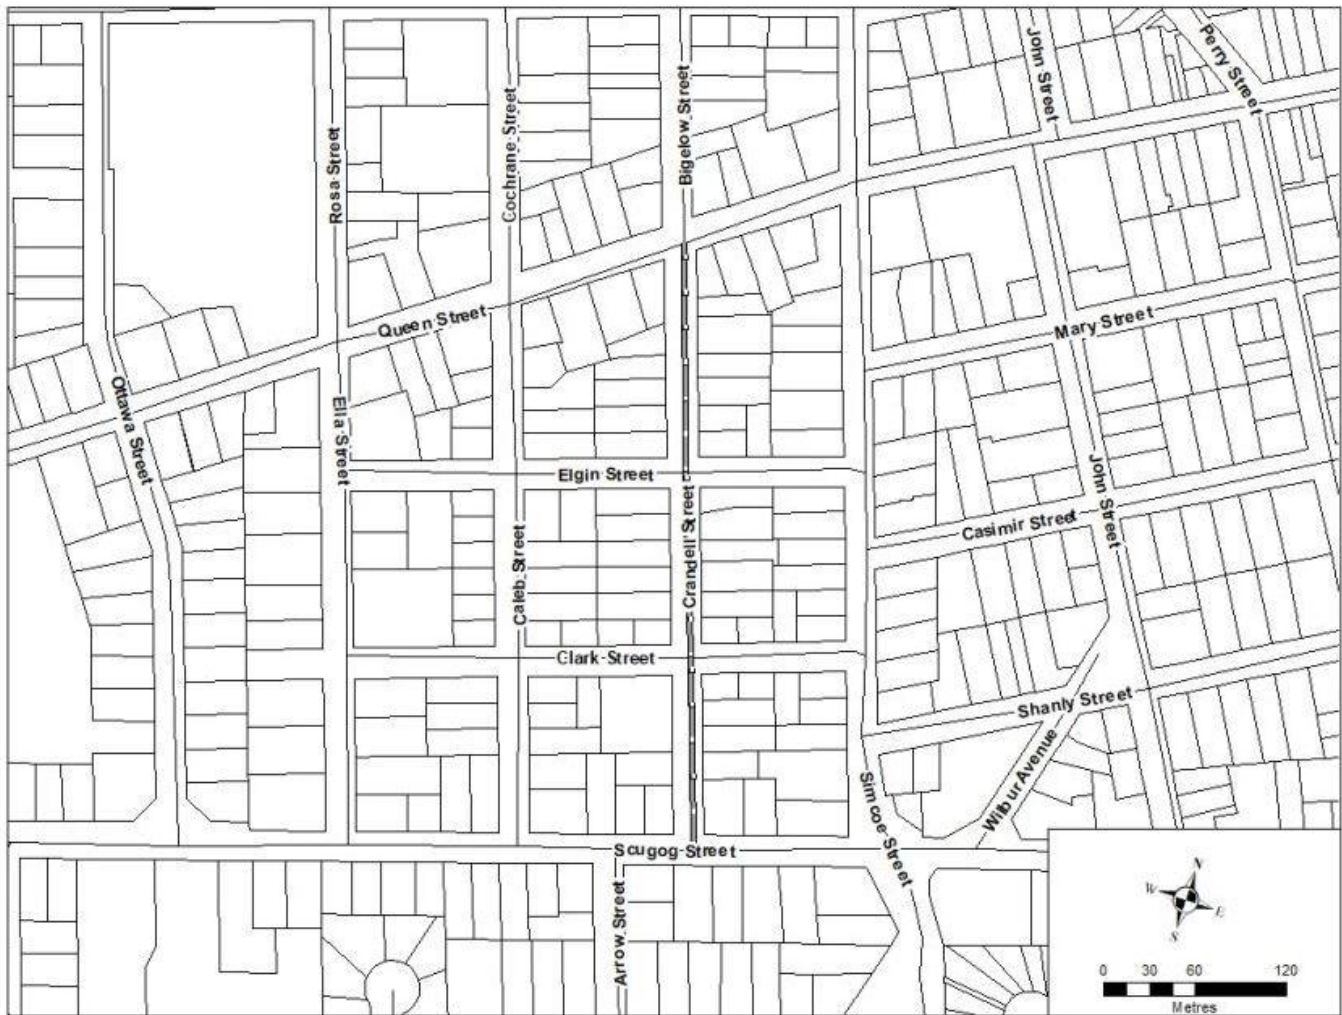 John Street
Perry Street
Bigelow Street
Cochrane Street
Rosa Street
Queen Street
Mary Street
Ottawa Street
Ella Street
Elgin Street
John Street
Crandell Street
Casimir Street
Caleb Street
Clark Street
Shanly Street
Wilbur Avenue
Simcoe Street
Scugog Street
Arrow Street
N
W
E
S
0 30 60 120
Metres